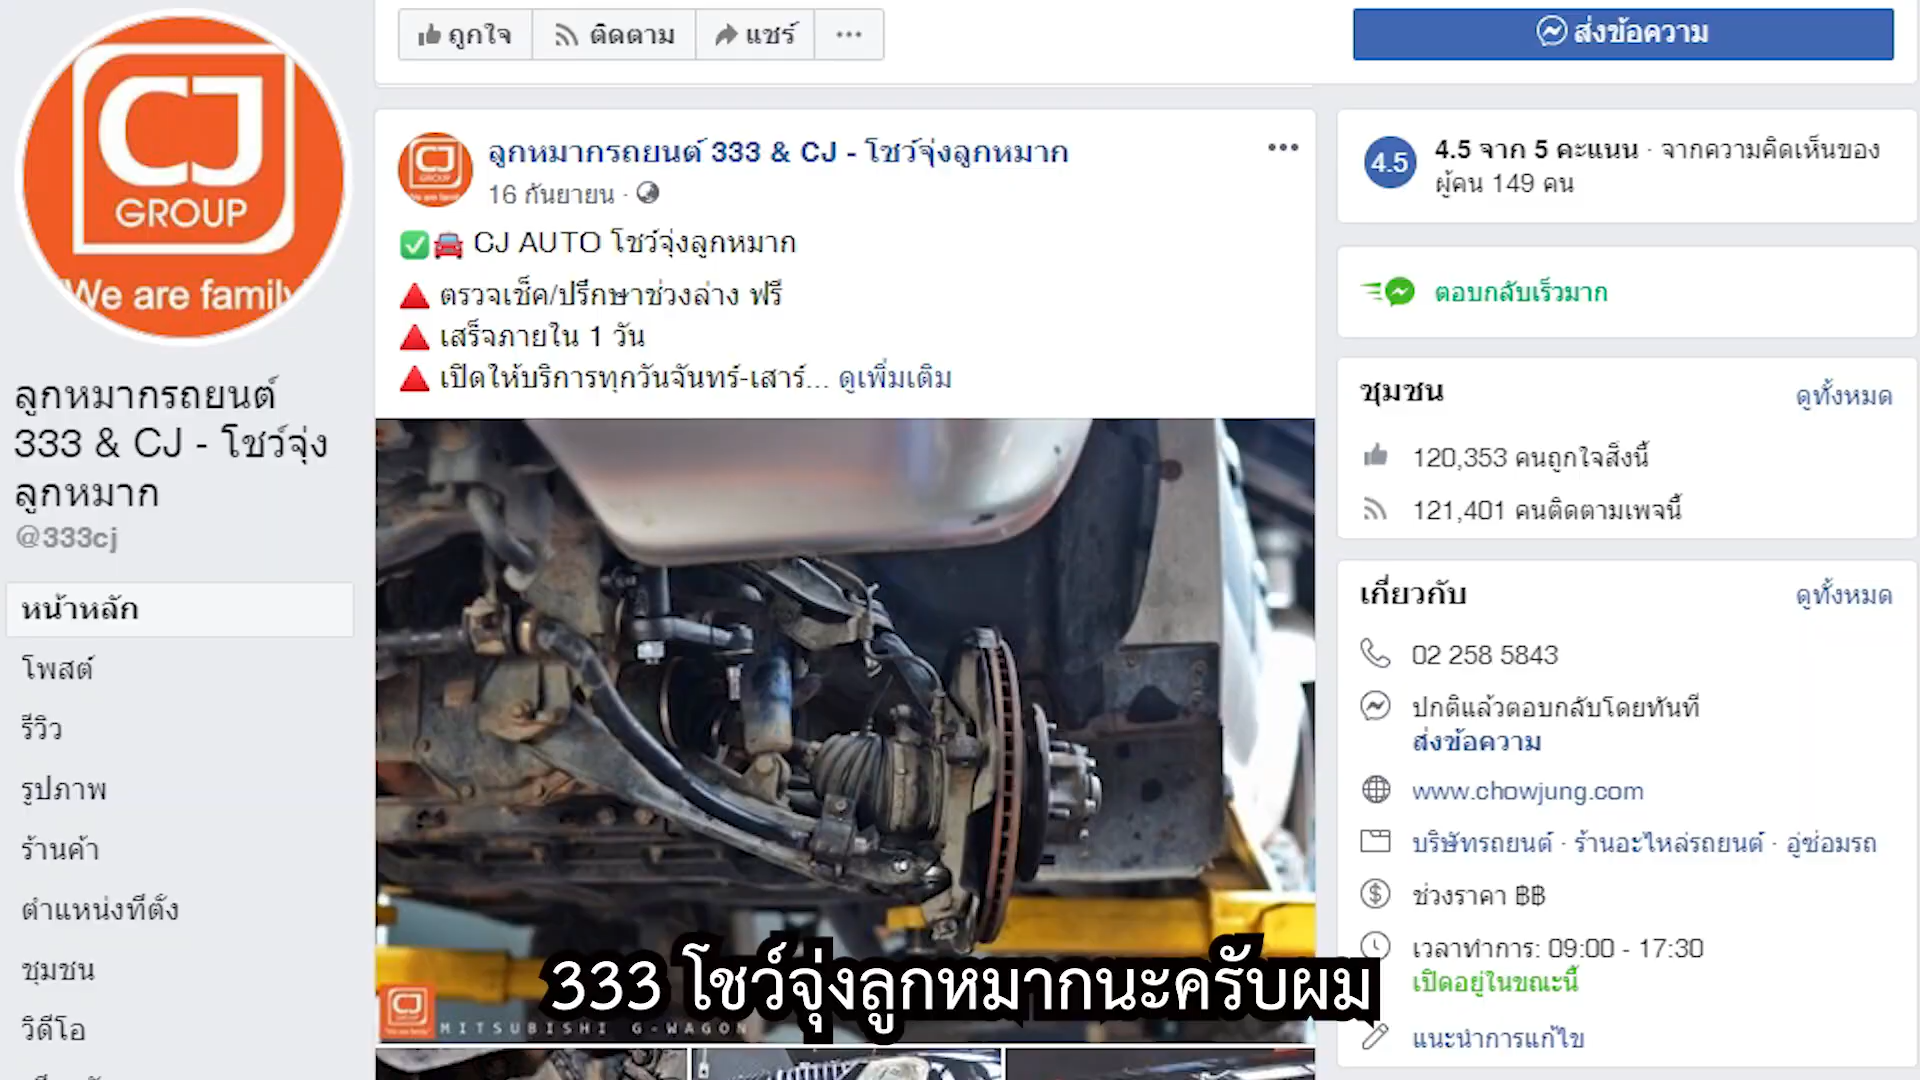 CJ
GROUP
"We are family"
ลูกหมากรถยนต์
333 & CJ - โชว์จุ่ง
ลูกหมาก
@333cj
หน้าหลัก
โพสต์
รีวิว
รูปภาพ
ร้านค้า
ตำแหน่งที่ตั้ง
ชุมชน
วิดีโอ
ถูกใจ
ติดตาม
แชร์
ส่งข้อความ
CJ
GROUP
ลูกหมากรถยนต์ 333 & CJ - โชว์จุ่งลูกหมาก
16 กันยายน ·
CJ AUTO โชว์จุ่งลูกหมาก
ตรวจเช็ค/ปรึกษาช่วงล่าง ฟรี
เสร็จภายใน 1 วัน
เปิดให้บริการทุกวันจันทร์-เสาร์... ดูเพิ่มเติม
CJ
GROUP
MITSUBISHI G-WAGON
333 โชว์จุ่งลูกหมากนะครับผม
4.5
4.5 จาก 5 คะแนน · จากความคิดเห็นของ
ผู้คน 149 คน
ตอบกลับเร็วมาก
ชุมชน
ดูทั้งหมด
120,353 คนถูกใจสิ่งนี้
121,401 คนติดตามเพจนี้
เกี่ยวกับ
ดูทั้งหมด
02 258 5843
ปกติแล้วตอบกลับโดยทันที
ส่งข้อความ
www.chowjung.com
บริษัทรถยนต์ · ร้านอะไหล่รถยนต์ · อู่ซ่อมรถ
ช่วงราคา ฿฿
เวลาทำการ: 09:00 - 17:30
เปิดอยู่ในขณะนี้
แนะนำการแก้ไข